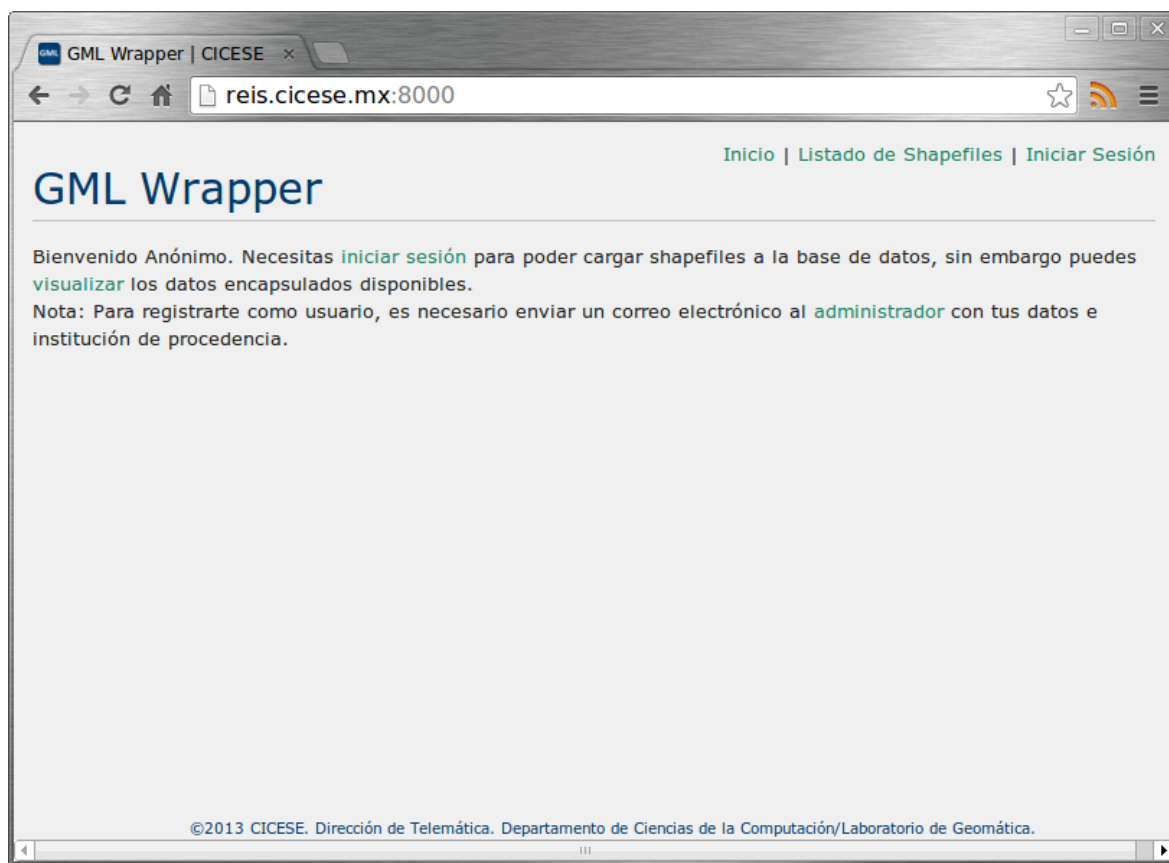 GML Wrapper | CICESE
reis.cicese.mx:8000
Inicio | Listado de Shapefiles | Iniciar Sesión
GML Wrapper
Bienvenido Anónimo. Necesitas iniciar sesión para poder cargar shapefiles a la base de datos, sin embargo puedes
visualizar los datos encapsulados disponibles.
Nota: Para registrarte como usuario, es necesario enviar un correo electrónico al administrador con tus datos e
institución de procedencia.
©2013 CICESE. Dirección de Telemática. Departamento de Ciencias de la Computación/Laboratorio de Geomática.